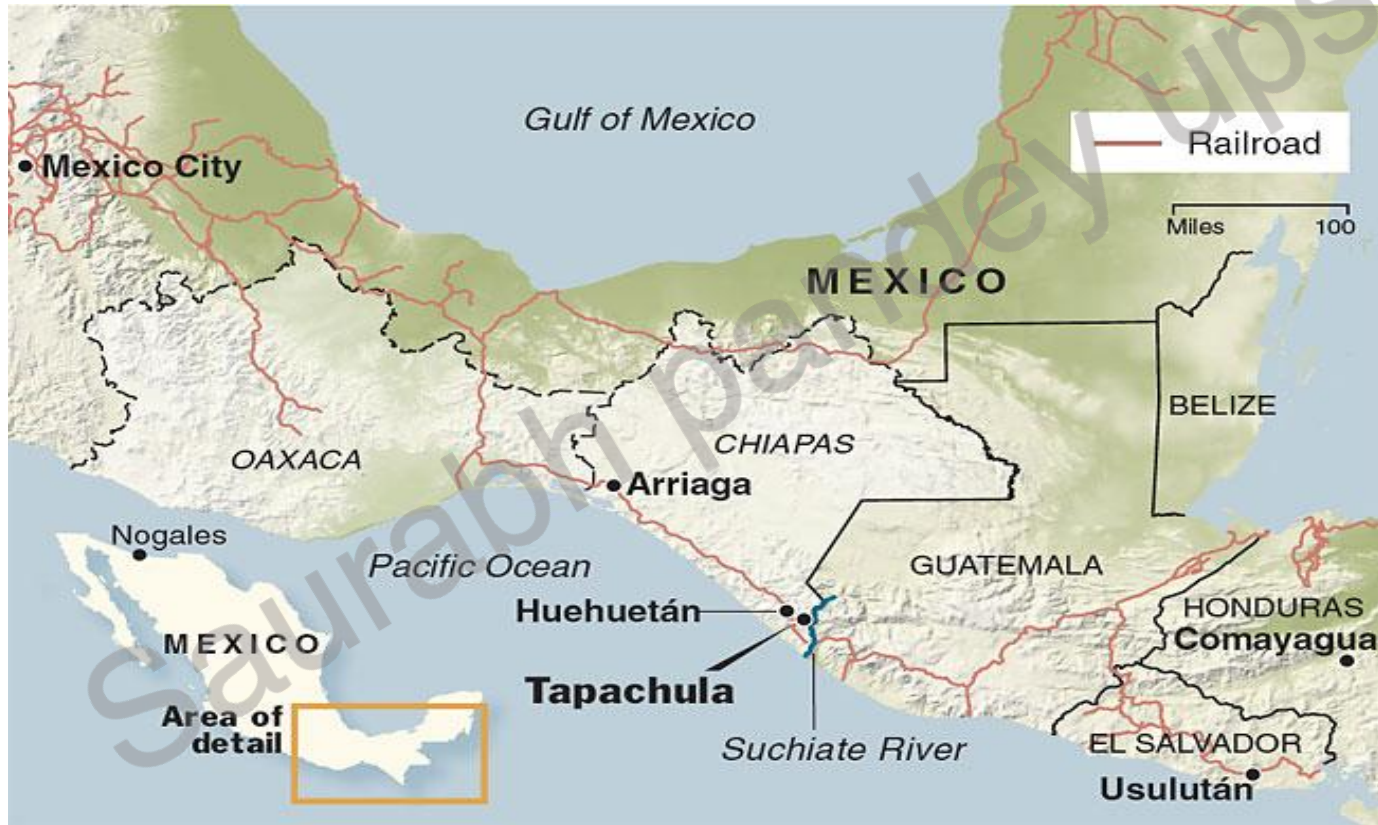 Gulf of Mexico
Railroad
Mexico City
Miles 100
MEXICO
BELIZE
CHIAPAS
OAXACA
Arriaga
Nogales
Pacific Ocean
GUATEMALA
Huehuetán
HONDURAS
Comayagua
MEXICO
Tapachula
Area of
detail
Suchiate River
EL SALVADOR
Usulután
Saurabh pandey ups